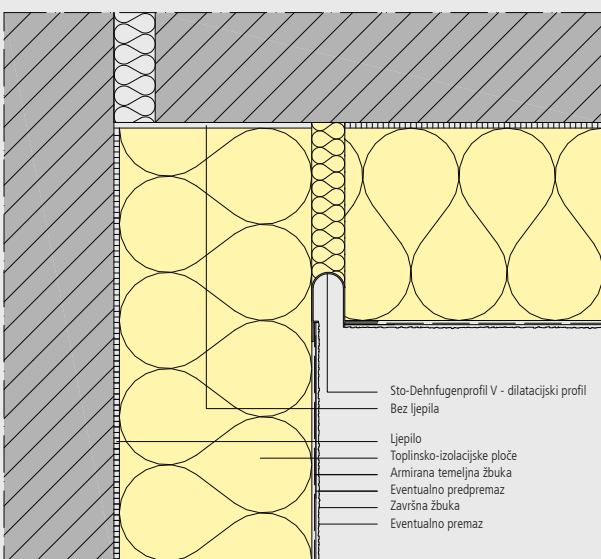 Sto-Dehnfugenprofil V - dilatacijski profil
Bez ljepila
Ljepilo
Toplinsko-izolacijske ploče
Armirana temeljna žbuka
Eventualno predpremaz
Završna žbuka
Eventualno premaz